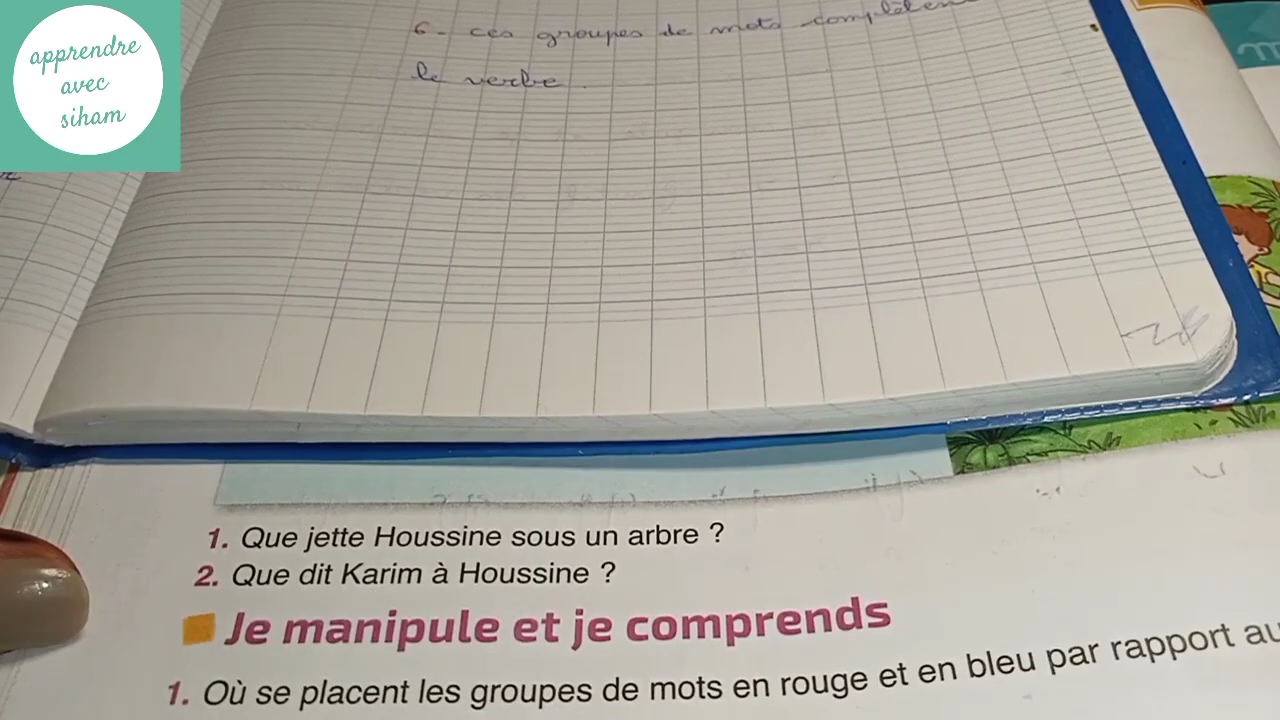 apprendre
avec
siham
6- ces groupes de mots complèten
le verbe.
1. Que jette Houssine sous un arbre ?
2. Que dit Karim à Houssine ?
Je manipule et je comprends
1. Où se placent les groupes de mots en rouge et en bleu par rapport au